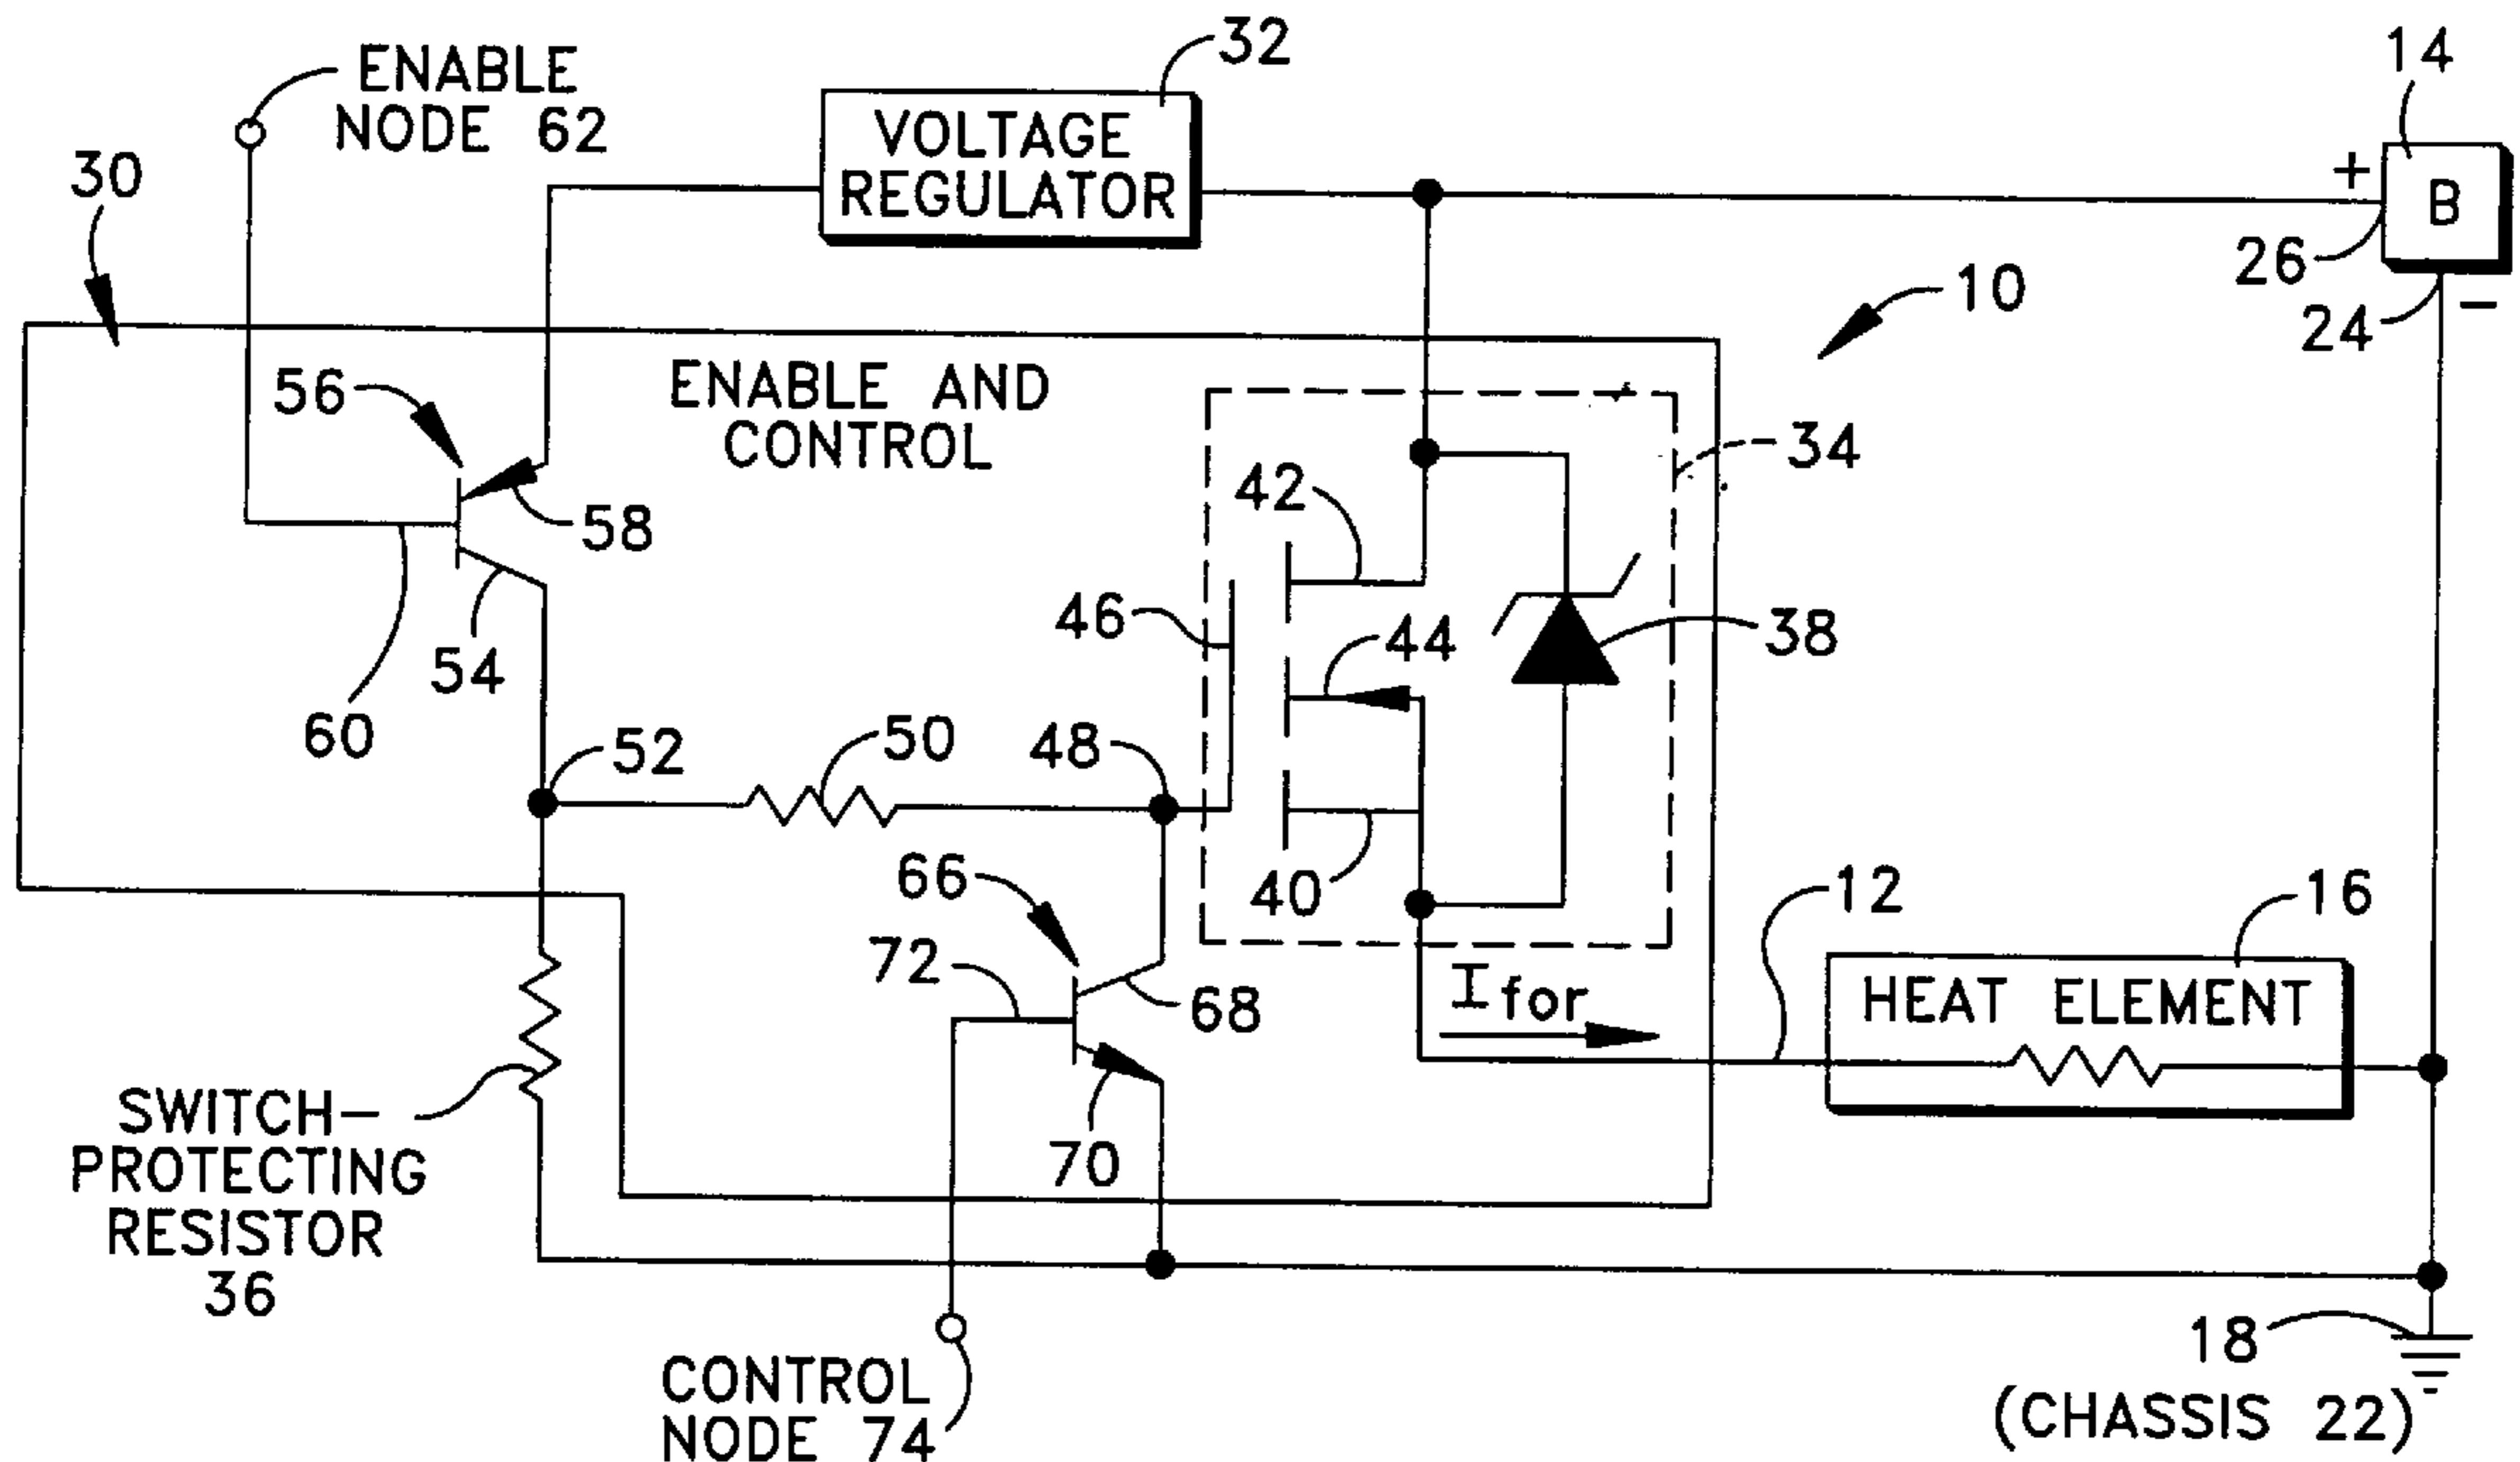 32
14
ENABLE
NODE 62
VOLTAGE
REGULATOR
+
B
30
26
10
24
−
56
ENABLE AND
CONTROL
34
42
58
46
44
38
54
60
52
50
48
66
40
12
16
72
68
Ifor
HEAT ELEMENT
SWITCH-
PROTECTING
RESISTOR
36
70
18
CONTROL
NODE 74
(CHASSIS 22)